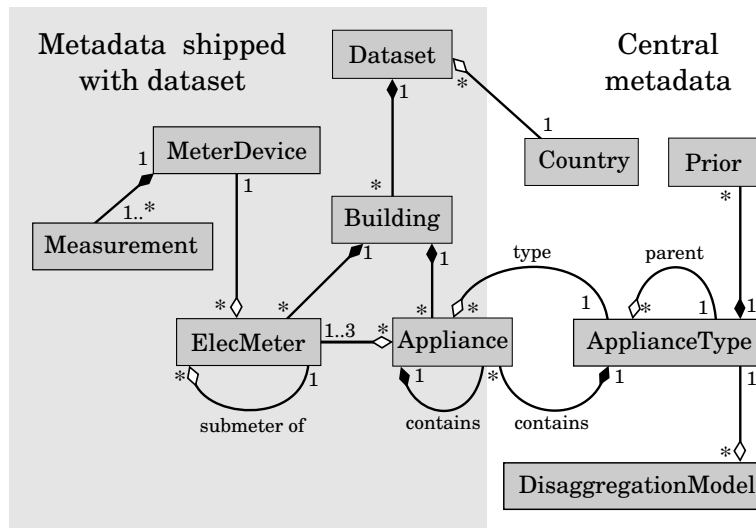 Metadata shipped
with dataset
Dataset
Central
metadata
1
*
1
Country
MeterDevice
1
1
1..*
Measurement
Prior
*
*
Building
1
1
type
parent
*
*
*
*
1
*
1
1
ElecMeter
1..3
*
Appliance
ApplianceType
*
1
1
*
1
1
submeter of
contains
contains
*
DisaggregationModel